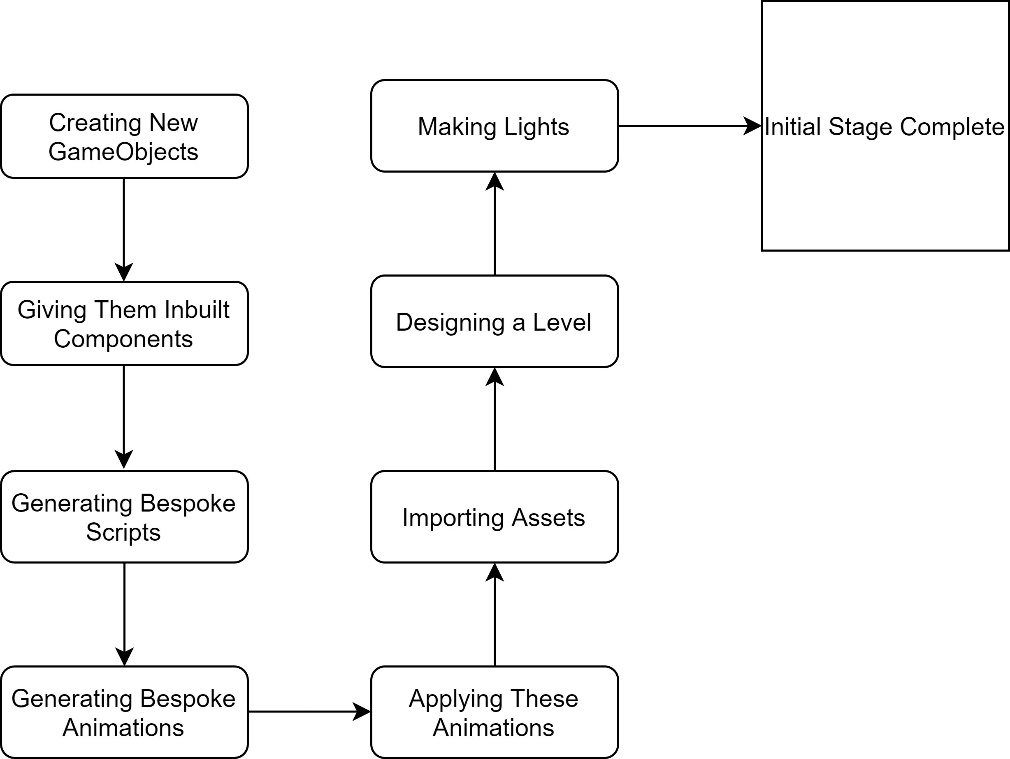 Creating New
GameObjects
Giving Them Inbuilt
Components
Generating Bespoke
Scripts
Generating Bespoke
Animations
Applying These
Animations
Importing Assets
Designing a Level
Making Lights
Initial Stage Complete